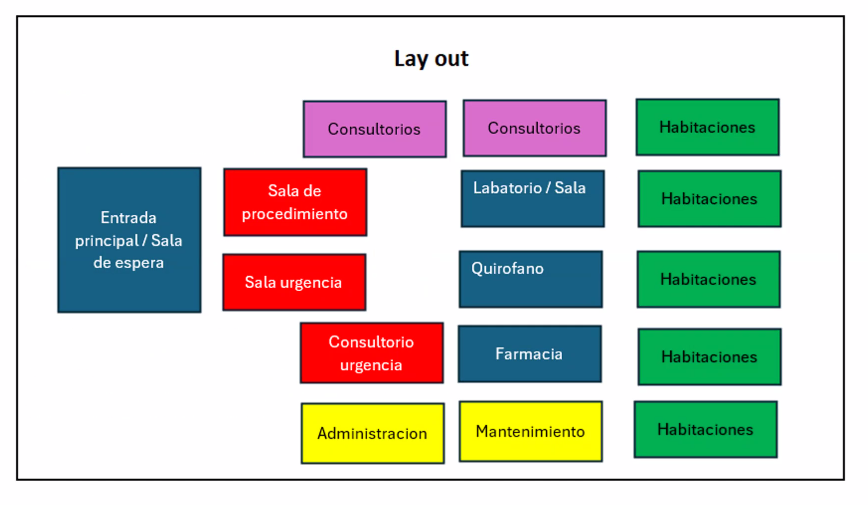 Lay out
Consultorios
Consultorios
Habitaciones
Entrada
principal / Sala
de espera
Sala de
procedimiento
Labatorio / Sala
Habitaciones
Sala urgencia
Quirofano
Habitaciones
Consultorio
urgencia
Farmacia
Habitaciones
Administracion
Mantenimiento
Habitaciones